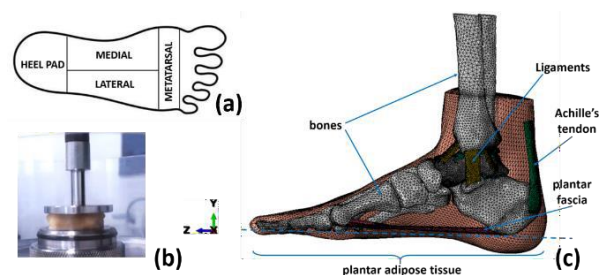 HEEL PAD
MEDIAL
LATERAL
METATARSAL
(a)
(b)
Y
Z
X
bones
Ligaments
Achille's
tendon
plantar
fascia
plantar adipose tissue
(c)